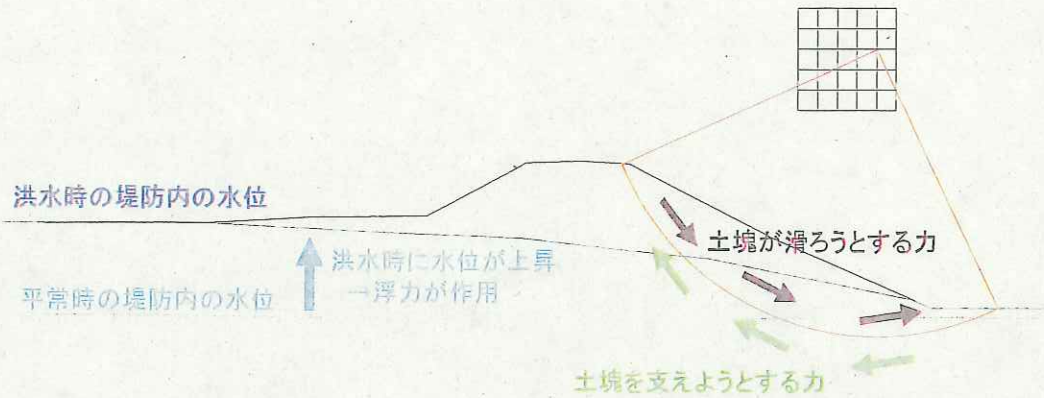 洪水時の堤防内の水位
土塊が滑ろうとする力
洪水時に水位が上昇
→浮力が作用
平常時の堤防内の水位
土塊を支えようとする力